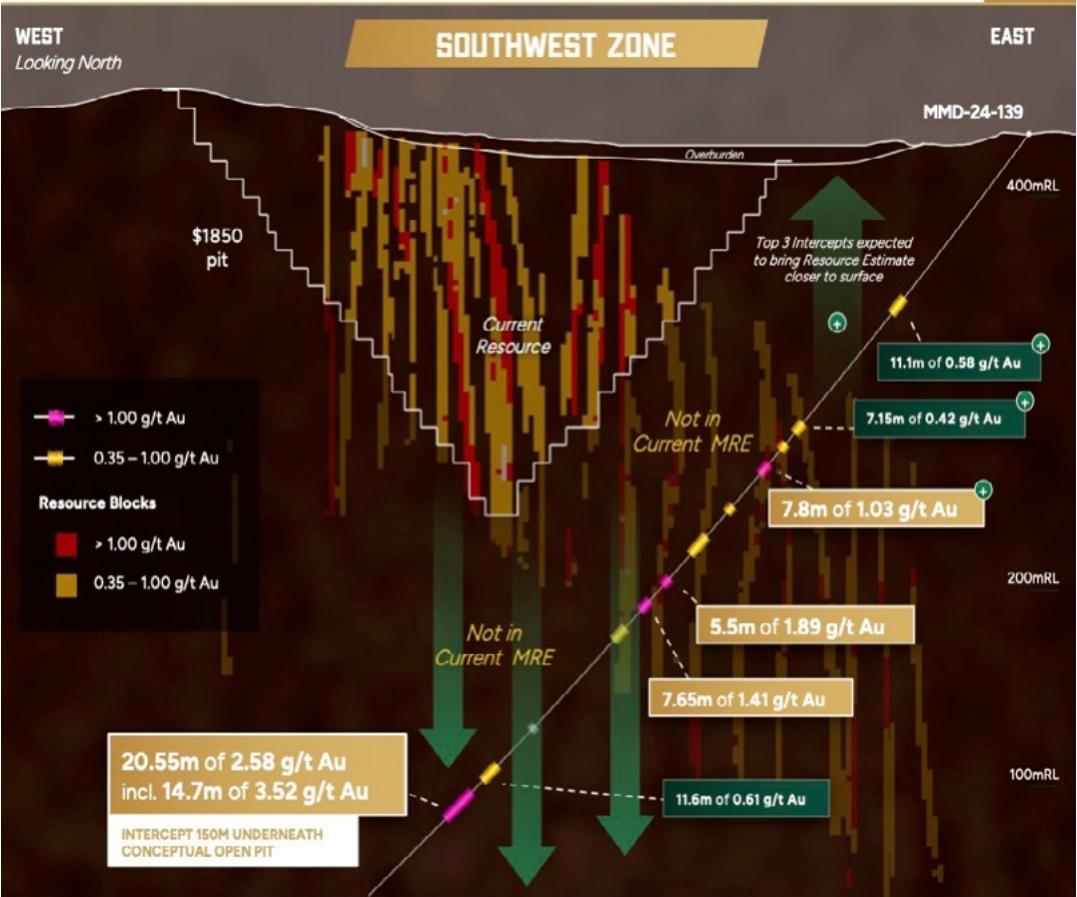 WEST
Looking North
SOUTHWEST ZONE
EAST
MMD-24-139
Overburden
400mRL
$1850
pit
Top 3 Intercepts expected
to bring Resource Estimate
closer to surface
+
Current
Resource
11.1m of 0.58 g/t Au
+
> 1.00 g/t Au
0.35 – 1.00 g/t Au
Resource Blocks
> 1.00 g/t Au
0.35 – 1.00 g/t Au
7.15m of 0.42 g/t Au
+
Not in
Current MRE
7.8m of 1.03 g/t Au
+
200mRL
5.5m of 1.89 g/t Au
Not in
Current MRE
7.65m of 1.41 g/t Au
20.55m of 2.58 g/t Au
incl. 14.7m of 3.52 g/t Au
INTERCEPT 150M UNDERNEATH
CONCEPTUAL OPEN PIT
100mRL
11.6m of 0.61 g/t Au